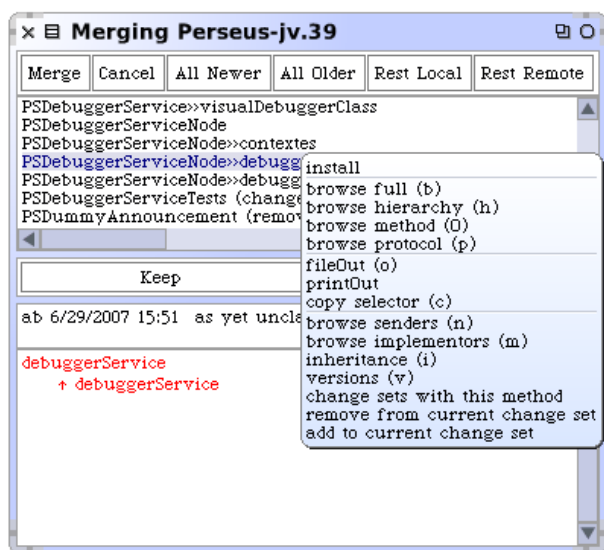 Merging Perseus-jv.39
Merge Cancel All Newer All Older Rest Local Rest Remote
PSDebuggerService»visualDebuggerClass
PSDebuggerServiceNode
PSDebuggerServiceNode»contextes
PSDebuggerServiceNode»debugg
PSDebuggerServiceNode»debugg
PSDebuggerServiceTests (change
PSDummyAnnouncement (remov
install
browse full (b)
browse hierarchy (h)
browse method (O)
browse protocol (p)
fileOut (o)
printOut
copy selector (c)
browse senders (n)
browse implementors (m)
inheritance (i)
versions (v)
change sets with this method
remove from current change set
add to current change set
Keep
ab 6/29/2007 15:51 as yet uncla
debuggerService
↑ debuggerService